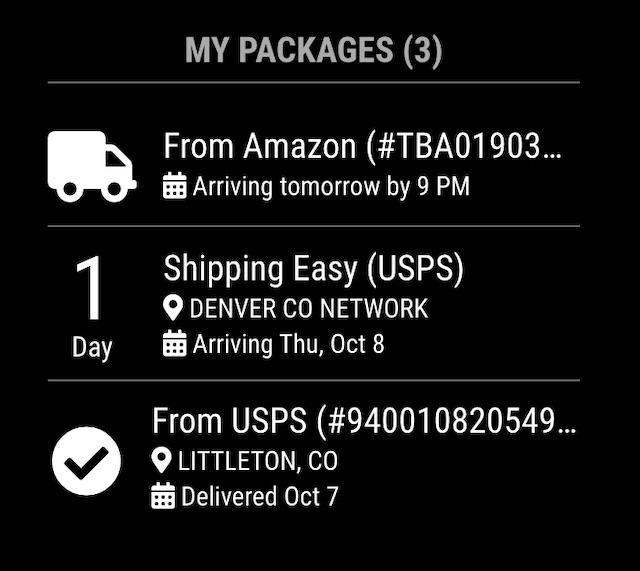 MY PACKAGES (3)
From Amazon (#TBA01903…
Arriving tomorrow by 9 PM
1
Day
Shipping Easy (USPS)
DENVER CO NETWORK
Arriving Thu, Oct 8
From USPS (#940010820549…
LITTLETON, CO
Delivered Oct 7